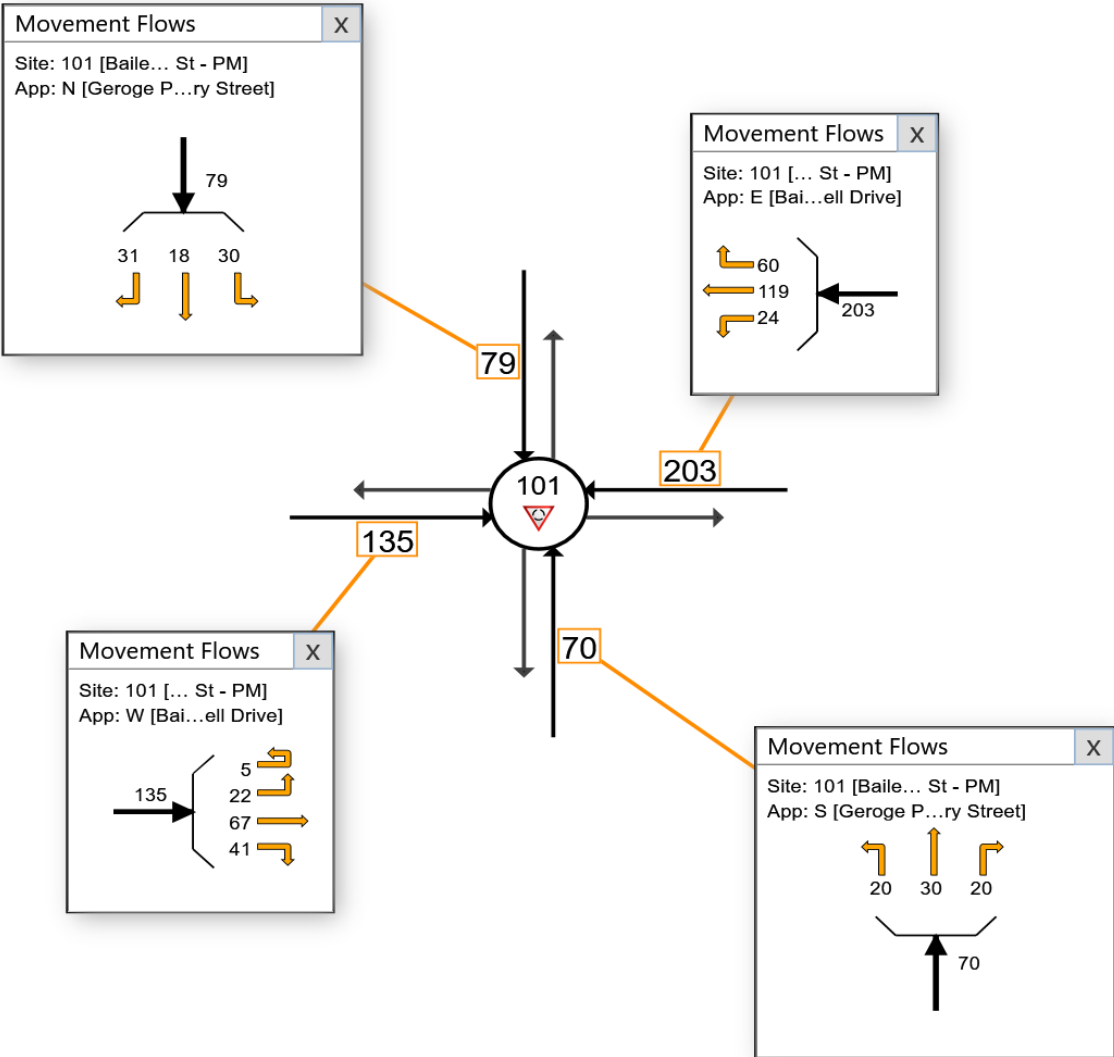 Movement Flows X
Site: 101 [Baile... St - PM]
App: N [Geroge P...ry Street]
79
31 18 30
Movement Flows X
Site: 101 [... St - PM]
App: E [Bai...ell Drive]
60
119
24
203
79
203
101
135
70
Movement Flows X
Site: 101 [... St - PM]
App: W [Bai...ell Drive]
135
5
22
67
41
Movement Flows X
Site: 101 [Baile... St - PM]
App: S [Geroge P...ry Street]
20 30 20
70